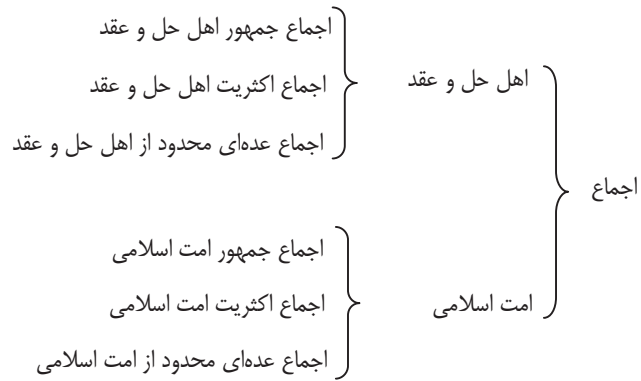 اجماع
اهل حل و عقد
اجماع جمهور اهل حل و عقد
اجماع اکثریت اهل حل و عقد
اجماع عده‌ای محدود از اهل حل و عقد
امت اسلامی
اجماع جمهور امت اسلامی
اجماع اکثریت امت اسلامی
اجماع عده‌ای محدود از امت اسلامی